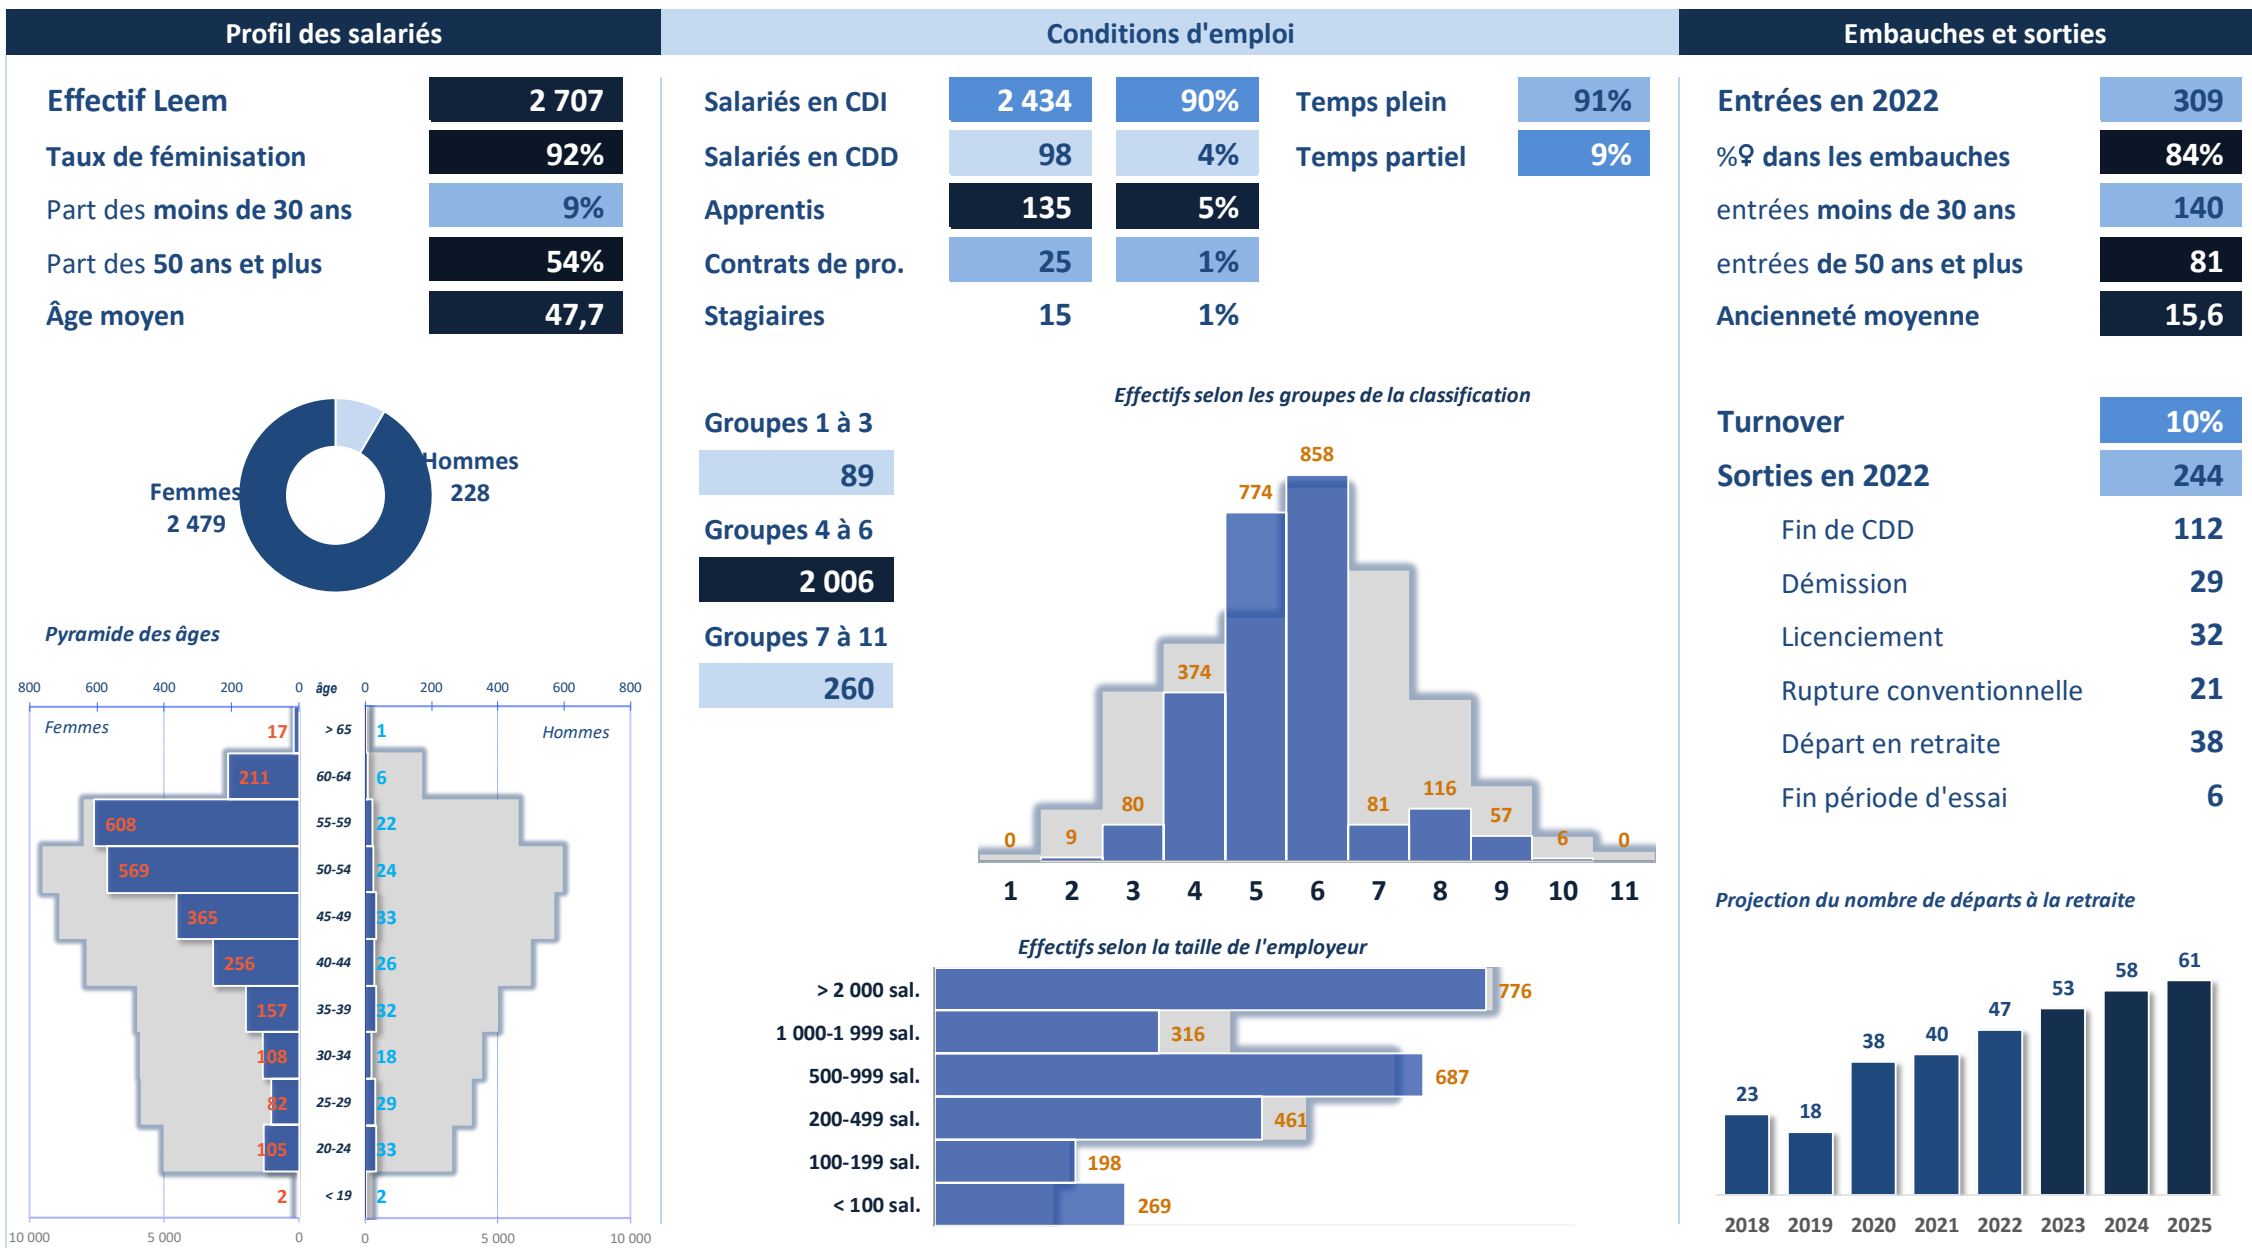 Profil des salariés
Effectif Leem 2 707
Taux de féminisation 92%
Part des moins de 30 ans 9%
Part des 50 ans et plus 54%
Âge moyen 47,7
Hommes
228
Femmes
2 479
Pyramide des âges
800 600 400 200 0 âge 0 200 400 600 800
Femmes Hommes
17 > 65 1
211 60-64 6
608 55-59 22
569 50-54 24
365 45-49 33
256 40-44 26
157 35-39 32
108 30-34 18
82 25-29 29
105 20-24 33
2 < 19 2
10 000 5 000 0 0 5 000 10 000
Conditions d'emploi
Salariés en CDI 2 434 90% Temps plein 91%
Salariés en CDD 98 4% Temps partiel 9%
Apprentis 135 5%
Contrats de pro. 25 1%
Stagiaires 15 1%
Groupes 1 à 3
89
Groupes 4 à 6
2 006
Groupes 7 à 11
260
Effectifs selon les groupes de la classification
0 9 80 374 774 858 81 116 57 6 0
1 2 3 4 5 6 7 8 9 10 11
Effectifs selon la taille de l'employeur
> 2 000 sal. 776
1 000-1 999 sal. 316
500-999 sal. 687
200-499 sal. 461
100-199 sal. 198
< 100 sal. 269
Embauches et sorties
Entrées en 2022 309
%♀ dans les embauches 84%
entrées moins de 30 ans 140
entrées de 50 ans et plus 81
Ancienneté moyenne 15,6
Turnover 10%
Sorties en 2022 244
Fin de CDD 112
Démission 29
Licenciement 32
Rupture conventionnelle 21
Départ en retraite 38
Fin période d'essai 6
Projection du nombre de départs à la retraite
23 18 38 40 47 53 58 61
2018 2019 2020 2021 2022 2023 2024 2025